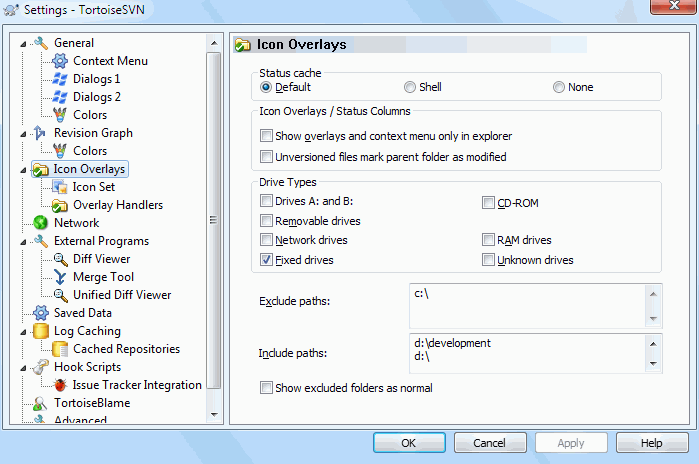 Settings - TortoiseSVN
General
Context Menu
Dialogs 1
Dialogs 2
Colors
Revision Graph
Colors
Icon Overlays
Icon Set
Overlay Handlers
Network
External Programs
Diff Viewer
Merge Tool
Unified Diff Viewer
Saved Data
Log Caching
Cached Repositories
Hook Scripts
Issue Tracker Integration
TortoiseBlame
Advanced
Icon Overlays
Status cache
Default Shell None
Icon Overlays / Status Columns
Show overlays and context menu only in explorer
Unversioned files mark parent folder as modified
Drive Types
Drives A: and B: CD-ROM
Removable drives
Network drives RAM drives
Fixed drives Unknown drives
Exclude paths: c:\
Include paths: d:\development
d:\
Show excluded folders as normal
OK Cancel Apply Help